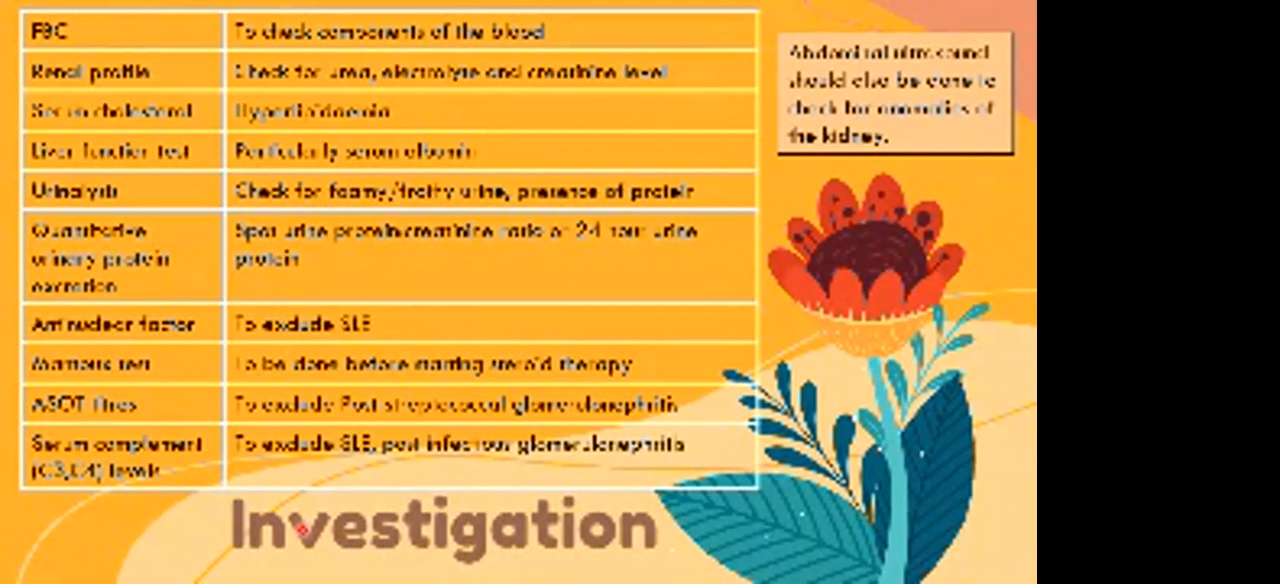 FBC
To check components of the blood
Renal profile
Check for urea, electrolyte and creatinine level
Serum cholesterol
Hyperlipidaemia
Liver function test
Particularly serum albumin
Urinalysis
Check for foamy/frothy urine, presence of protein
Quantitative
urinary protein
excretion
Spot urine protein:creatinine ratio or 24 hour urine
protein
Antinuclear factor
To exclude SLE
Mantoux test
To be done before starting steroid therapy
ASOT titres
To exclude Post streptococcal glomerulonephritis
Serum complement
(C3,C4) levels
To exclude SLE, post infectious glomerulonephritis
Abdominal ultrasound
should also be done to
check for anomalies of
the kidney.
Investigation